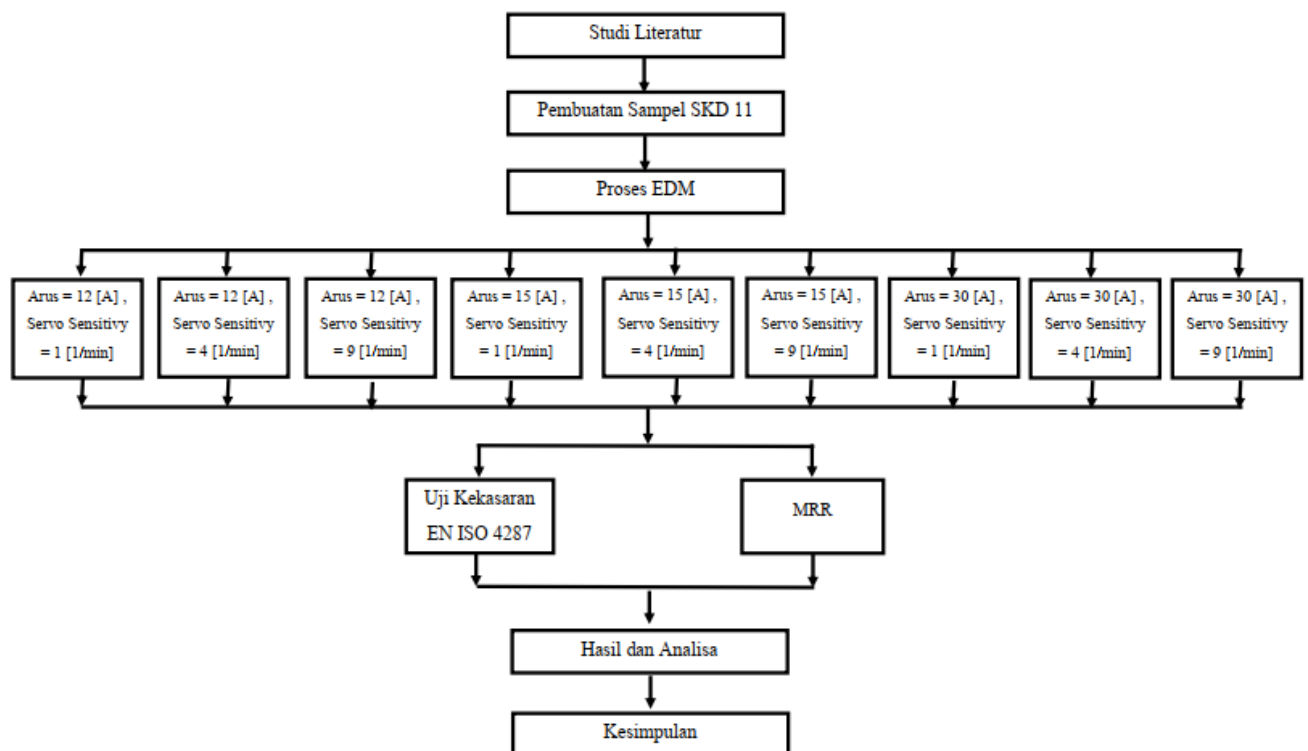 Studi Literatur
Pembuatan Sampel SKD 11
Proses EDM
Arus = 12 [A] ,
Servo Sensitivy
= 1 [1/min]
Arus = 12 [A] ,
Servo Sensitivy
= 4 [1/min]
Arus = 12 [A] ,
Servo Sensitivy
= 9 [1/min]
Arus = 15 [A] ,
Servo Sensitivy
= 1 [1/min]
Arus = 15 [A] ,
Servo Sensitivy
= 4 [1/min]
Arus = 15 [A] ,
Servo Sensitivy
= 9 [1/min]
Arus = 30 [A] ,
Servo Sensitivy
= 1 [1/min]
Arus = 30 [A] ,
Servo Sensitivy
= 4 [1/min]
Arus = 30 [A] ,
Servo Sensitivy
= 9 [1/min]
Uji Kekasaran
EN ISO 4287
MRR
Hasil dan Analisa
Kesimpulan